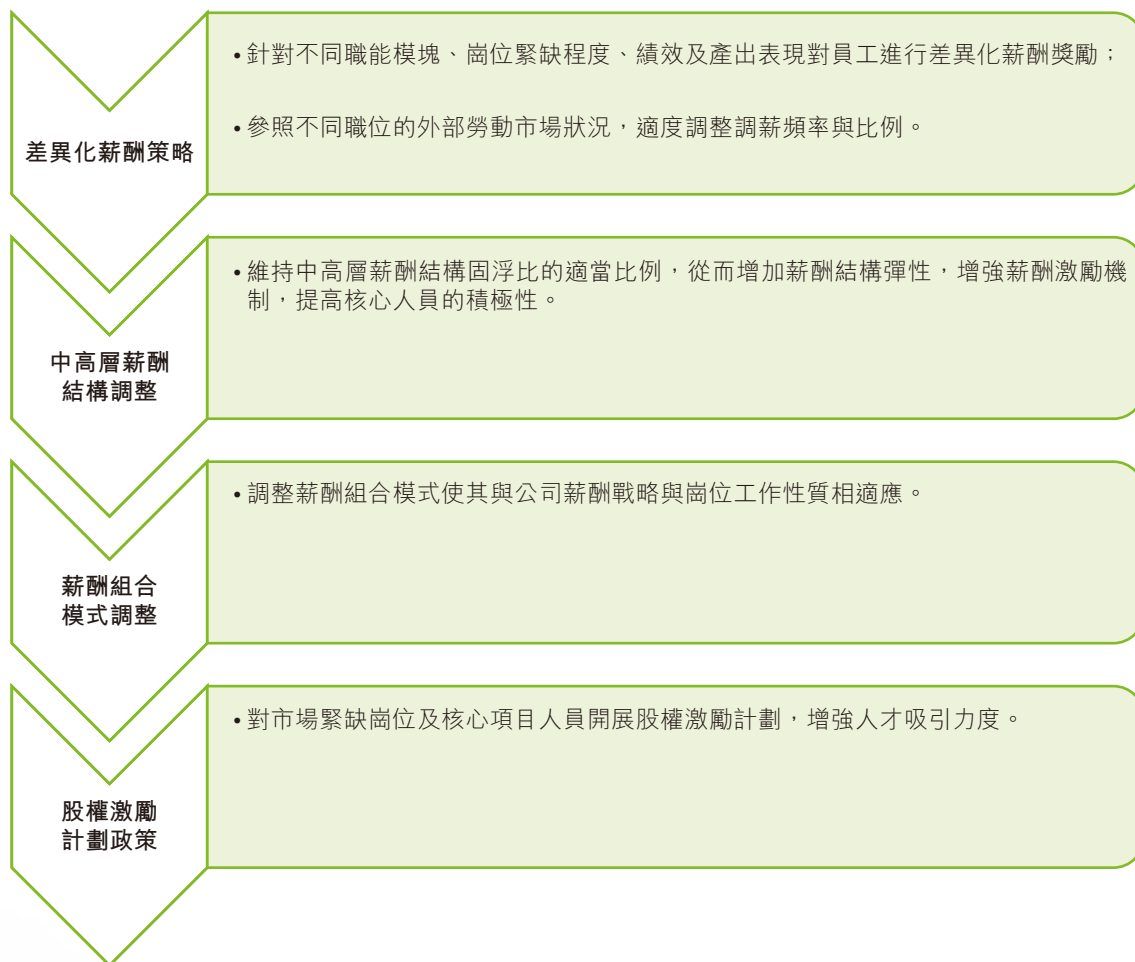 差異化薪酬策略
•針對不同職能模塊、崗位緊缺程度、績效及產出表現對員工進行差異化薪酬獎勵；
•參照不同職位的外部勞動市場狀況，適度調整調薪頻率與比例。
中高層薪酬
結構調整
•維持中高層薪酬結構固浮比的適當比例，從而增加薪酬結構彈性，增強薪酬激勵機
制，提高核心人員的積極性。
薪酬組合
模式調整
•調整薪酬組合模式使其與公司薪酬戰略與崗位工作性質相適應。
股權激勵
計劃政策
•對市場緊缺崗位及核心項目人員開展股權激勵計劃，增強人才吸引力度。